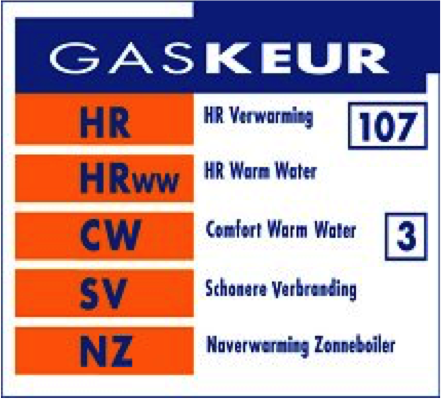 GASKEUR
HR HR Verwarming 107
HRww HR Warm Water
CW Comfort Warm Water 3
SV Schonere Verbranding
NZ Naverwarming Zonneboiler